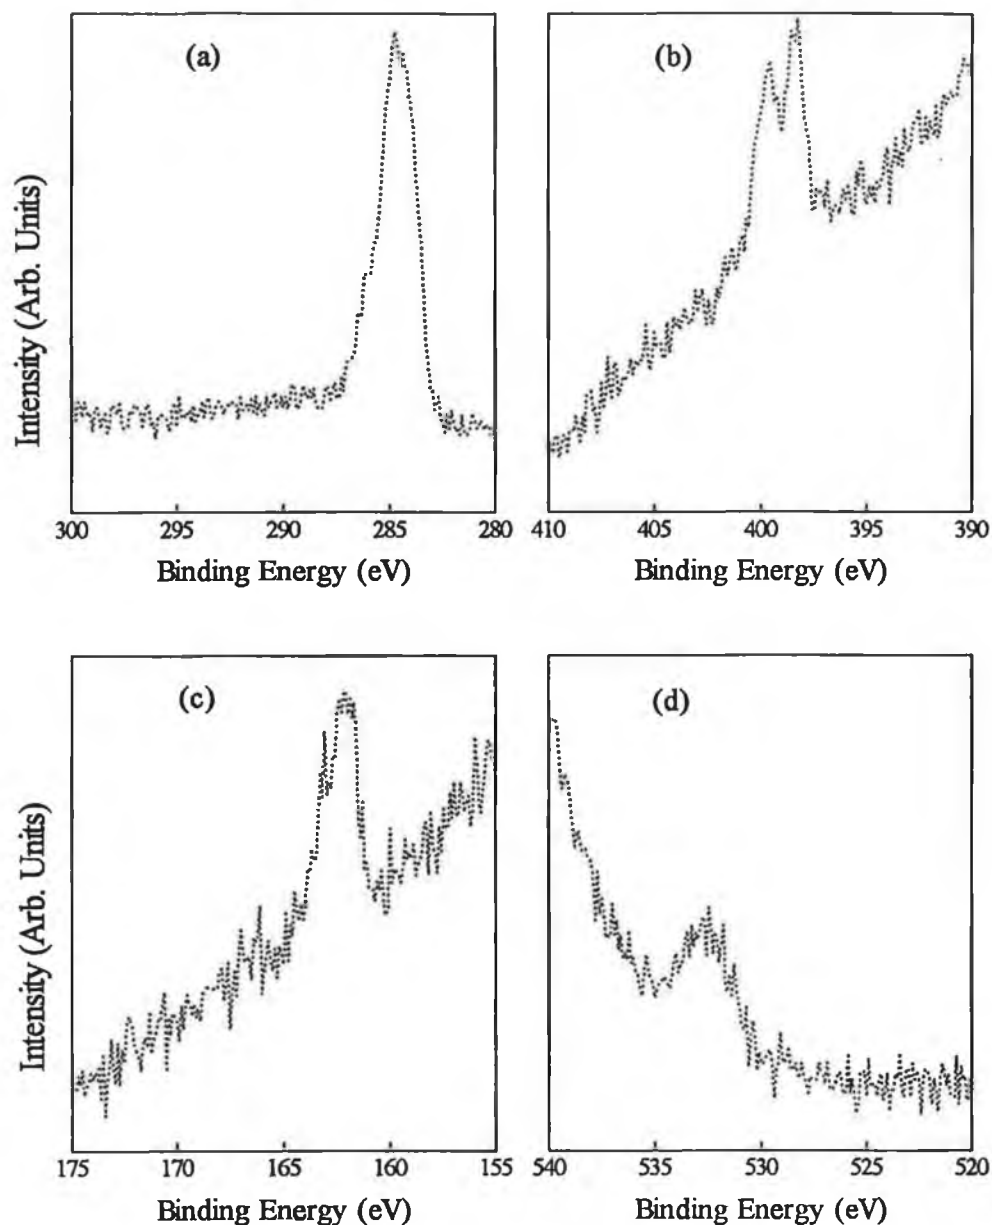 (a)
(b)
Intensity (Arb. Units)
300 295 290 284 280
410 405 400 395 390
Binding Energy (eV)
Binding Energy (eV)
(c)
(d)
Intensity (Arb. Units)
175 170 165 160 155
540 535 530 525 520
Binding Energy (eV)
Binding Energy (eV)